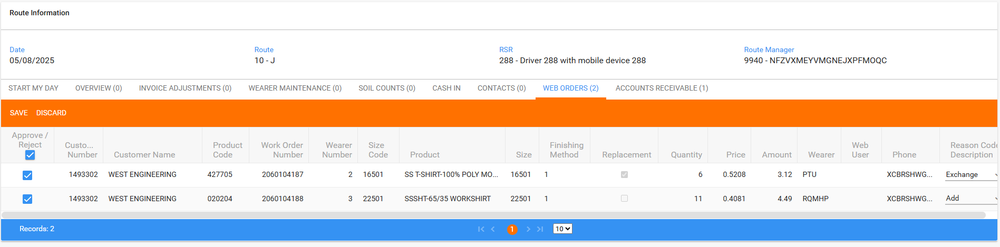 Route Information
Date Route RSR Route Manager
05/08/2025 10 - J 288 - Driver 288 with mobile device 288 9940 - NFZVXMEYVMGNEJXPFMOQC
START MY DAY OVERVIEW (0) INVOICE ADJUSTMENTS (0) WEARER MAINTENANCE (0) SOIL COUNTS (0) CASH IN CONTACTS (0) WEB ORDERS (2) ACCOUNTS RECEIVABLE (1)
SAVE DISCARD
Approve /
Reject Custo... Product Work Order Wearer Size Finishing Web Reason Code
Number Customer Name Code Number Number Code Product Size Method Replacement Quantity Price Amount Wearer User Phone Description
1493302 WEST ENGINEERING 427705 2060104187 2 16501 SS T-SHIRT-100% POLY MO... 16501 1 6 0.5208 3.12 PTU XCBRSHWG... Exchange
1493302 WEST ENGINEERING 020204 2060104188 3 22501 SSSHT-65/35 WORKSHIRT 22501 1 11 0.4081 4.49 RQMHP XCBRSHWG... Add
Records: 2 1 10